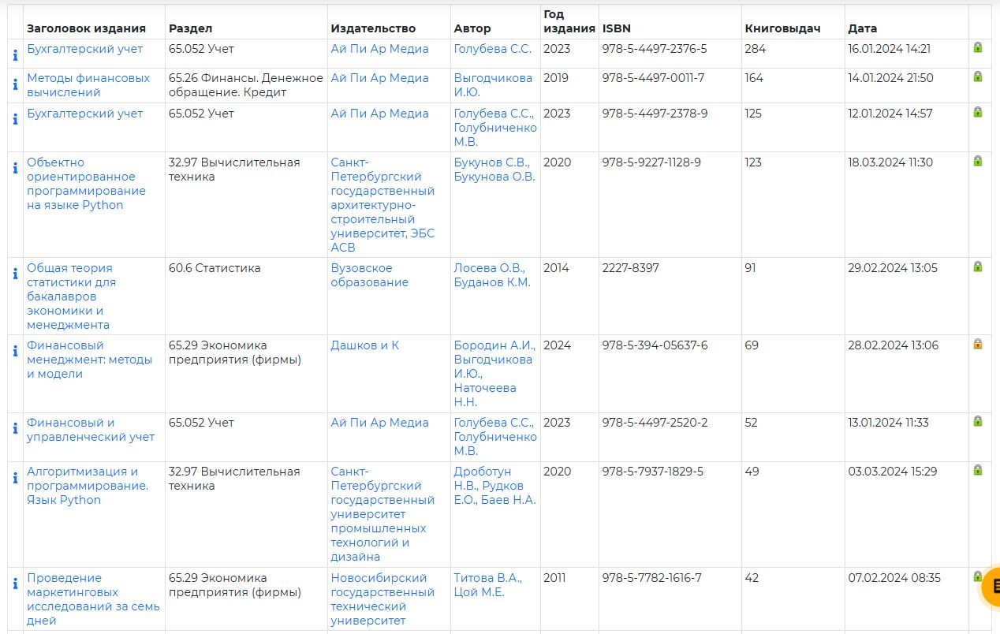 Заголовок издания Раздел Издательство Автор Год издания ISBN Книговыдач Дата
Бухгалтерский учет 65.052 Учет Ай Пи Ар Медиа Голубева С.С. 2023 978-5-4497-2376-5 284 16.01.2024 14:21
Методы финансовых 65.26 Финансы. Денежное Ай Пи Ар Медиа Выгодчикова 2019 978-5-4497-0011-7 164 14.01.2024 21:50
вычислений обращение. Кредит И.Ю.
Бухгалтерский учет 65.052 Учет Ай Пи Ар Медиа Голубева С.С., 2023 978-5-4497-2378-9 125 12.01.2024 14:57
Голубниченко
М.В.
Объектно 32.97 Вычислительная Санкт- Букунов С.В., 2020 978-5-9227-1128-9 123 18.03.2024 11:30
ориентированное техника Петербургский Букунова О.В.
программирование государственный
на языке Python архитектурно-
строительный
университет, ЭБС
АСВ
Общая теория 60.6 Статистика Вузовское Лосева О.В., 2014 2227-8397 91 29.02.2024 13:05
статистики для образование Буданов К.М.
бакалавров
экономики и
менеджмента
Финансовый 65.29 Экономика Дашков и К Бородин А.И., 2024 978-5-394-05637-6 69 28.02.2024 13:06
менеджмент: методы предприятия (фирмы) Выгодчикова
и модели И.Ю.,
Наточеева
Н.Н.
Финансовый и 65.052 Учет Ай Пи Ар Медиа Голубева С.С., 2023 978-5-4497-2520-2 52 13.01.2024 11:33
управленческий учет Голубниченко
М.В.
Алгоритмизация и 32.97 Вычислительная Санкт- Дроботун 2020 978-5-7937-1829-5 49 03.03.2024 15:29
программирование. техника Петербургский Н.В., Рудков
Язык Python государственный Е.О., Баев Н.А.
университет
промышленных
технологий и
дизайна
Проведение 65.29 Экономика Новосибирский Титова В.А., 2011 978-5-7782-1616-7 42 07.02.2024 08:35
маркетинговых предприятия (фирмы) государственный Цой М.Е.
исследований за семь технический
дней университет